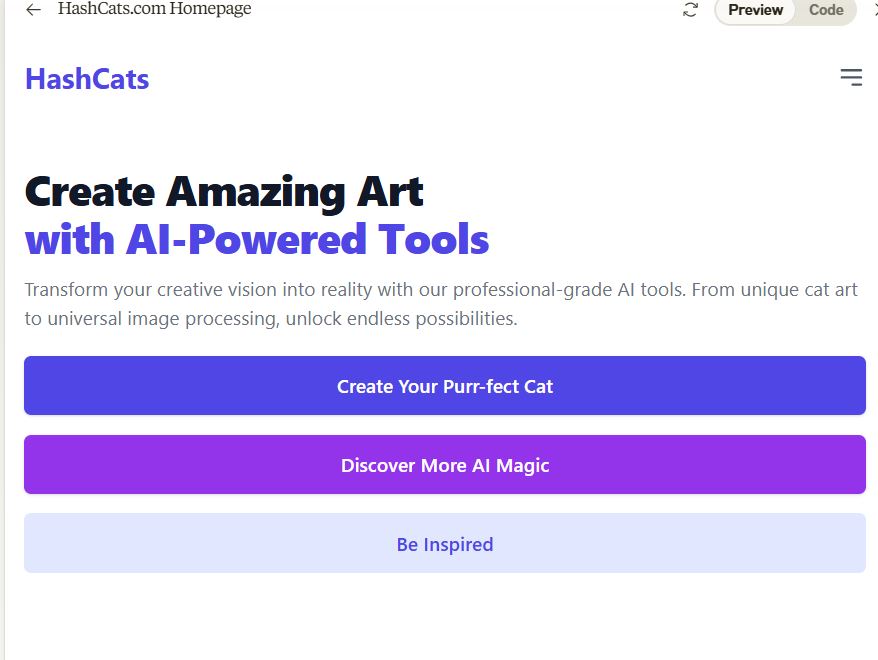 HashCats.com Homepage
Preview
Code
HashCats
Create Amazing Art
with AI-Powered Tools
Transform your creative vision into reality with our professional-grade AI tools. From unique cat art
to universal image processing, unlock endless possibilities.
Create Your Purr-fect Cat
Discover More AI Magic
Be Inspired